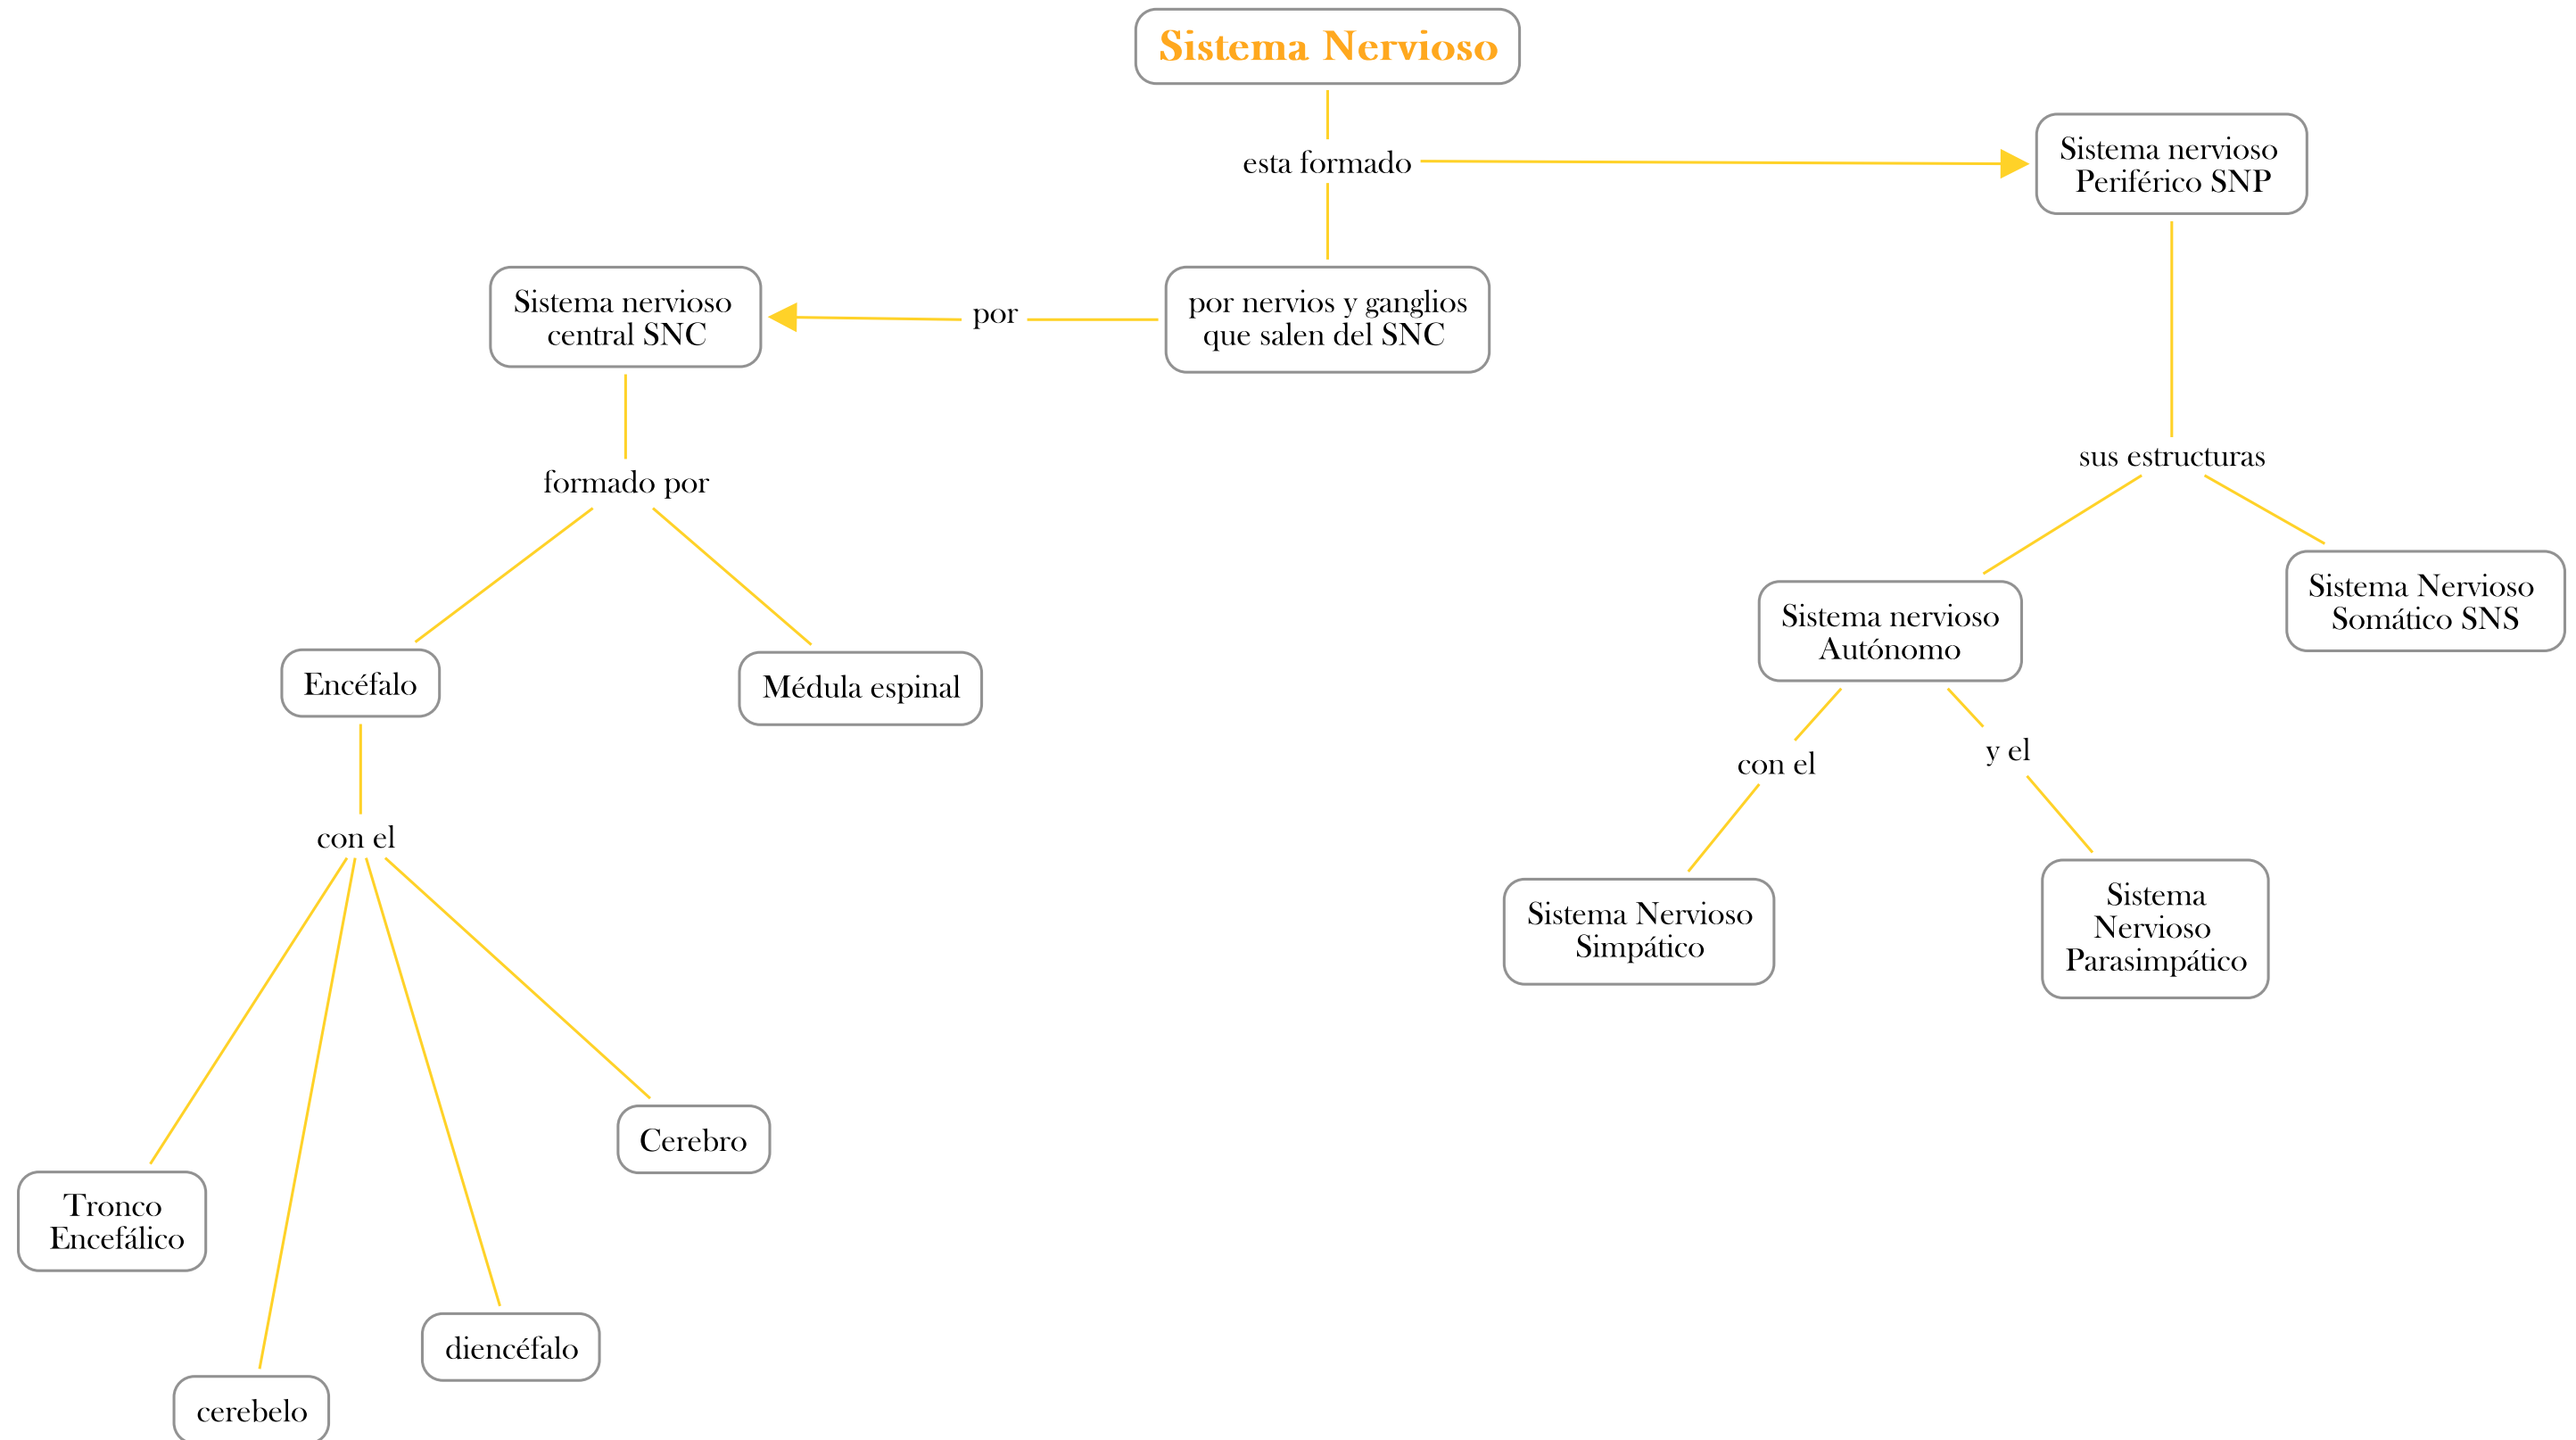 Sistema Nervioso
esta formado
Sistema nervioso
Periférico SNP
Sistema nervioso
central SNC
por
por nervios y ganglios
que salen del SNC
formado por
sus estructuras
Encéfalo
Médula espinal
Sistema nervioso
Autónomo
Sistema Nervioso
Somático SNS
con el
con el
y el
Sistema Nervioso
Simpático
Sistema
Nervioso
Parasimpático
Tronco
Encefálico
cerebelo
diencéfalo
Cerebro